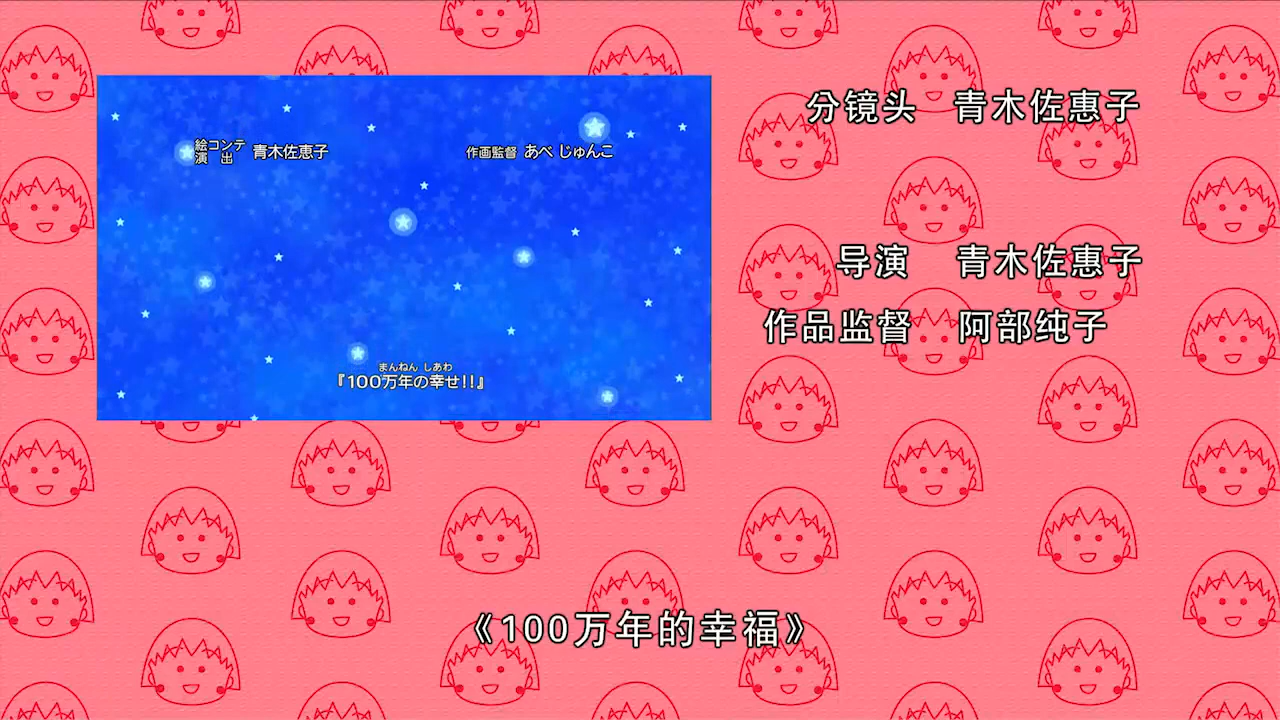 絵コンテ
演 出 青木佐恵子
作画監督 あべ じゅんこ
まんねん しあわ
『100万年の幸せ!!』
分镜头 青木佐惠子
导演 青木佐惠子
作品监督 阿部纯子
《100万年的幸福》